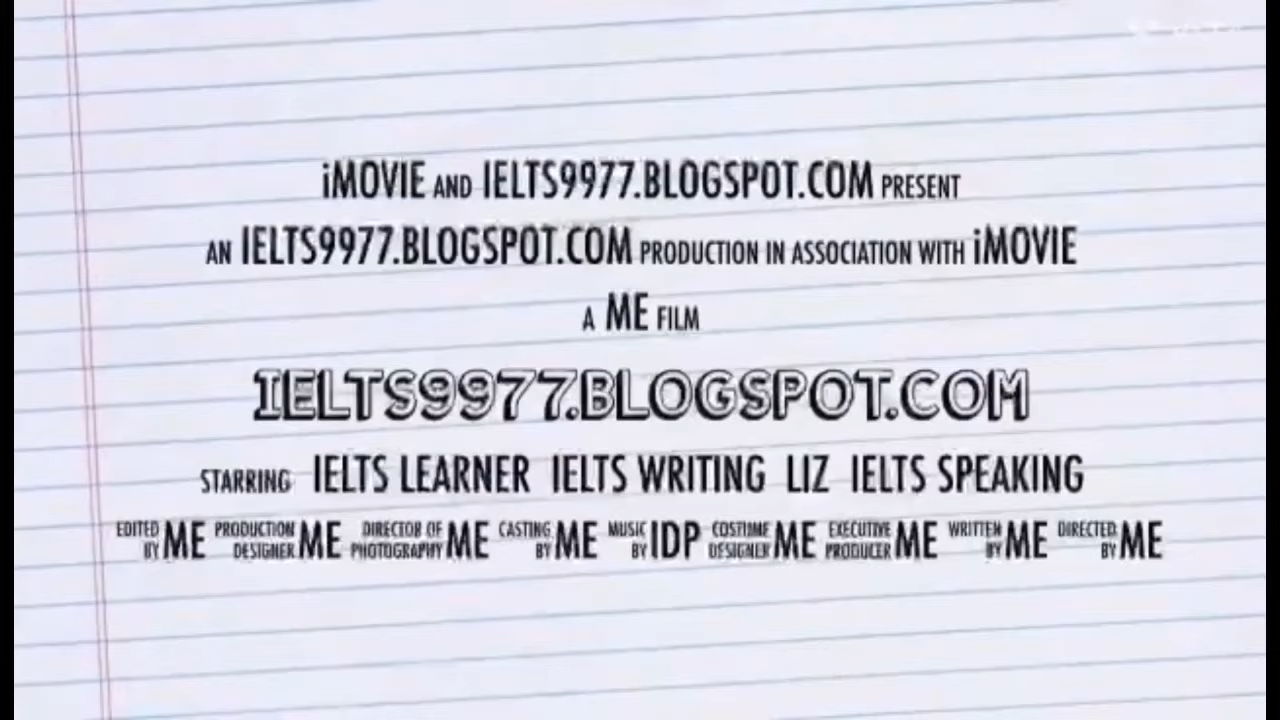 iMOVIE AND IELTS9977.BLOGSPOT.COM PRESENT
AN IELTS9977.BLOGSPOT.COM PRODUCTION IN ASSOCIATION WITH iMOVIE
A ME FILM
IELTS9977.BLOGSPOT.COM
STARRING IELTS LEARNER IELTS WRITING LIZ IELTS SPEAKING
EDITED BY ME PRODUCTION DESIGNER ME DIRECTOR OF PHOTOGRAPHY ME CASTING BY ME MUSIC BY IDP COSTUME DESIGNER ME EXECUTIVE PRODUCER ME WRITTEN BY ME DIRECTED BY ME